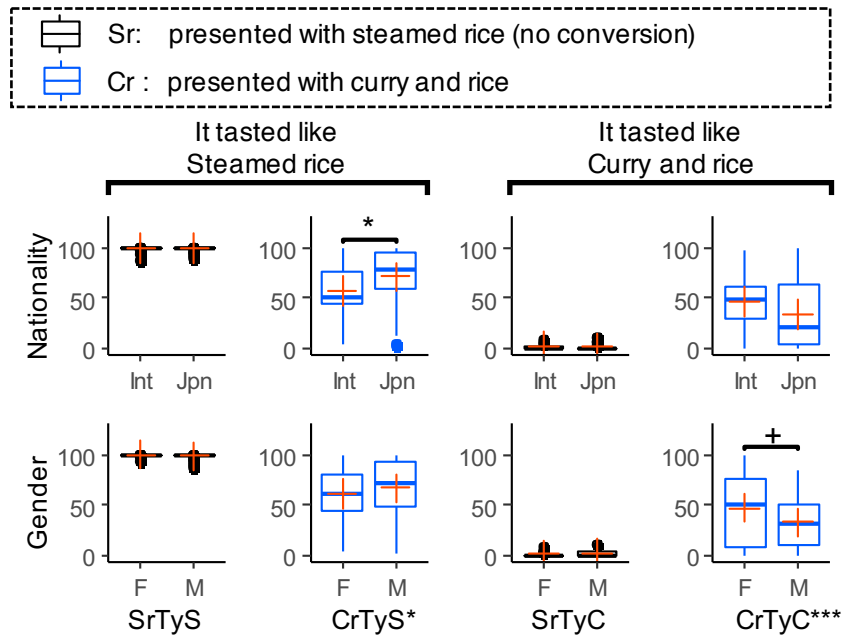 Sr: presented with steamed rice (no conversion)
Cr : presented with curry and rice
It tasted like
Steamed rice
It tasted like
Curry and rice
Nationality
100
50
0
Int Jpn
*
100
50
0
Int Jpn
100
50
0
Int Jpn
100
50
0
Int Jpn
Gender
100
50
0
F M
SrTyS
100
50
0
F M
CrTyS*
100
50
0
F M
SrTyC
+
100
50
0
F M
CrTyC***